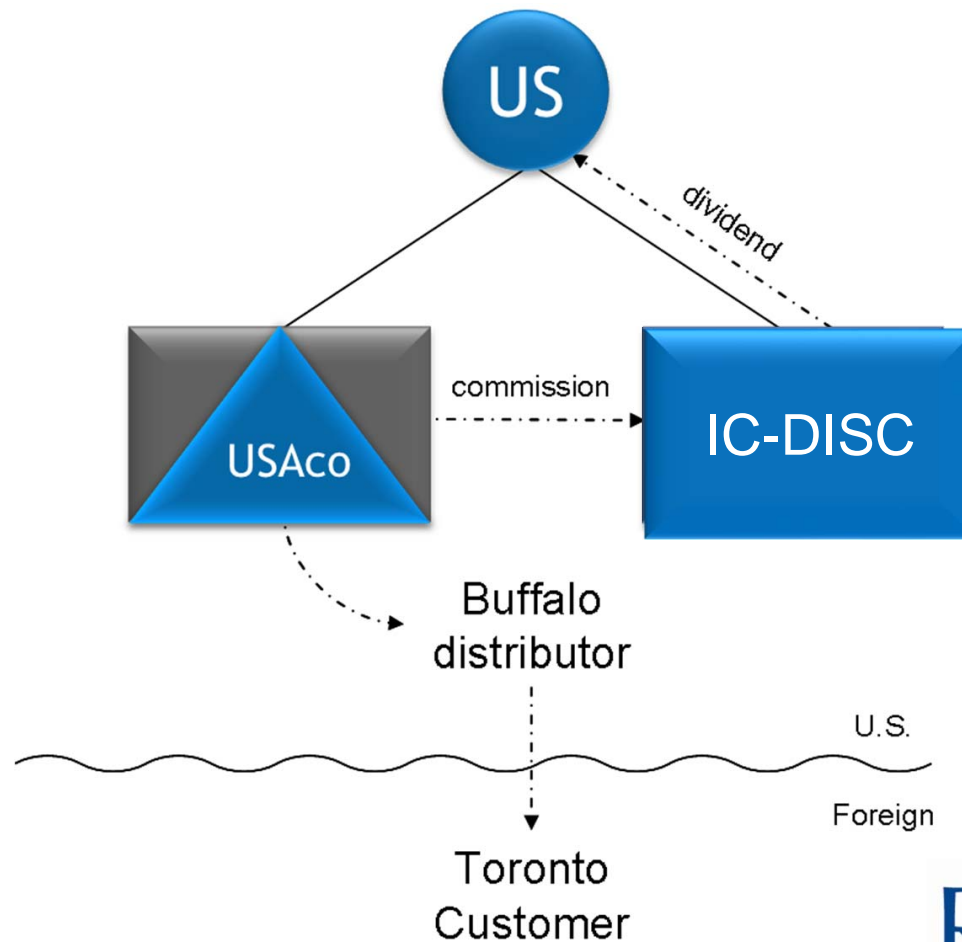 US
dividend
commission
USAco
IC-DISC
Buffalo
distributor
U.S.
Foreign
Toronto
Customer